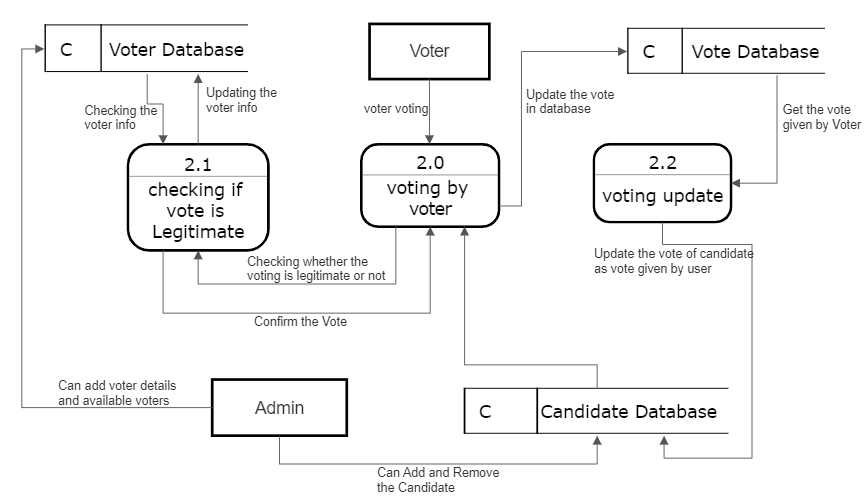 C
Voter Database
Voter
C
Vote Database
Checking the
voter info
Updating the
voter info
voter voting
Update the vote
in database
Get the vote
given by Voter
2.1
checking if
vote is
Legitimate
2.0
voting by
voter
2.2
voting update
Checking whether the
voting is legitimate or not
Update the vote of candidate
as vote given by user
Confirm the Vote
Can add voter details
and available voters
Admin
C
Candidate Database
Can Add and Remove
the Candidate